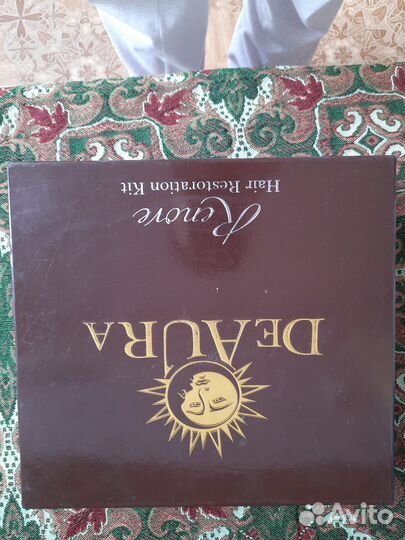 DEAURA
Renove
Hair Restoration Kit
Avito